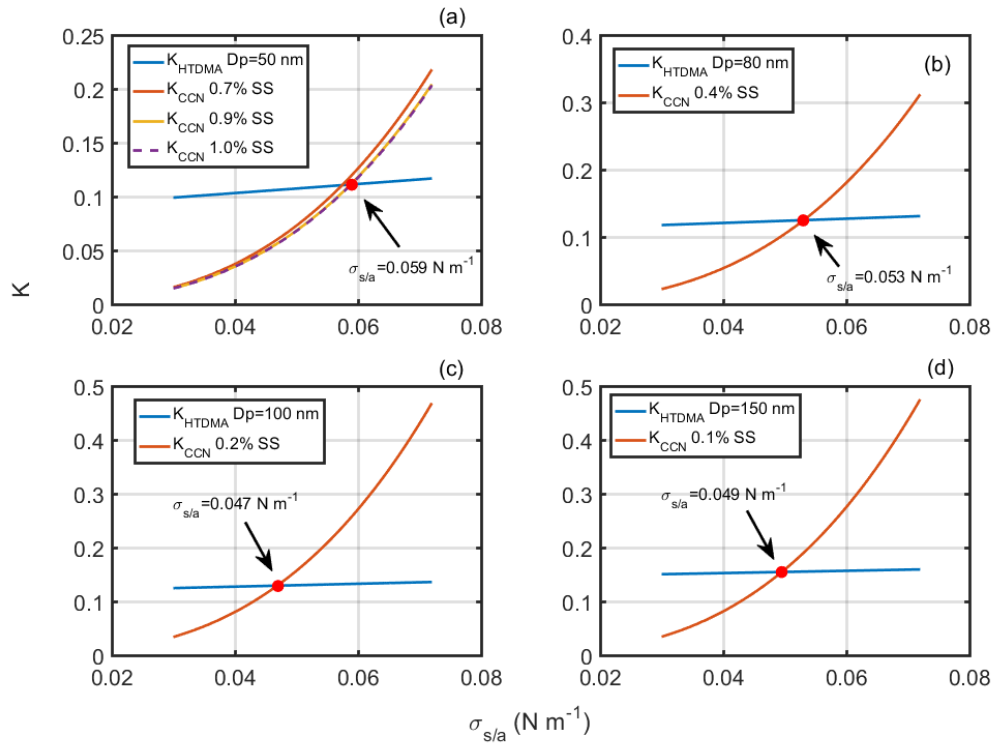 (a)
0.25
0.2
0.15
0.1
0.05
0
K_HTDMA Dp=50 nm
K_CCN 0.7% SS
K_CCN 0.9% SS
K_CCN 1.0% SS
σ_s/a=0.059 N m⁻¹
0.02 0.04 0.06 0.08
(b)
0.4
0.3
0.2
0.1
0
K_HTDMA Dp=80 nm
K_CCN 0.4% SS
σ_s/a=0.053 N m⁻¹
0.02 0.04 0.06 0.08
K
(c)
0.5
0.4
0.3
0.2
0.1
0
K_HTDMA Dp=100 nm
K_CCN 0.2% SS
σ_s/a=0.047 N m⁻¹
0.02 0.04 0.06 0.08
(d)
0.5
0.4
0.3
0.2
0.1
0
K_HTDMA Dp=150 nm
K_CCN 0.1% SS
σ_s/a=0.049 N m⁻¹
0.02 0.04 0.06 0.08
σ_s/a (N m⁻¹)